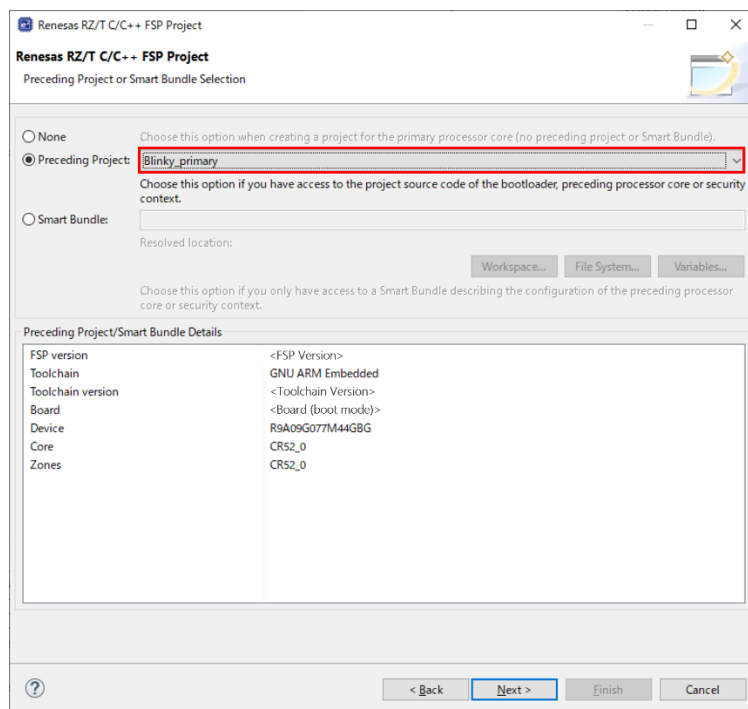 Renesas RZ/T C/C++ FSP Project
Renesas RZ/T C/C++ FSP Project
Preceding Project or Smart Bundle Selection
None
Choose this option when creating a project for the primary processor core (no preceding project or Smart Bundle).
Preceding Project: Blinky_primary
Choose this option if you have access to the project source code of the bootloader, preceding processor core or security
context.
Smart Bundle:
Resolved location:
Workspace... File System... Variables...
Choose this option if you only have access to a Smart Bundle describing the configuration of the preceding processor
core or security context.
Preceding Project/Smart Bundle Details
FSP version <FSP Version>
Toolchain GNU ARM Embedded
Toolchain version <Toolchain Version>
Board <Board (boot mode)>
Device R9A09G077M44GBG
Core CR52_0
Zones CR52_0
? < Back Next > Finish Cancel